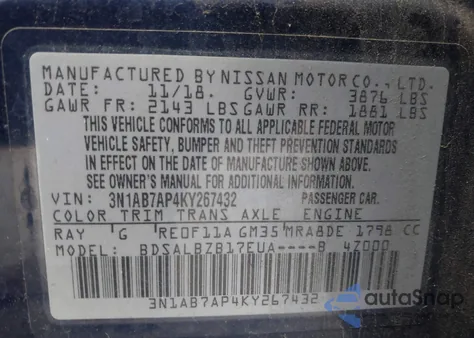 MANUFACTURED BY NISSAN MOTOR CO., LTD.
DATE: 11/18. GVWR: 3876 LBS
GAWR FR: 2143 LBS GAWR RR: 1881 LBS
THIS VEHICLE CONFORMS TO ALL APPLICABLE FEDERAL MOTOR
VEHICLE SAFETY, BUMPER AND THEFT PREVENTION STANDARDS
IN EFFECT ON THE DATE OF MANUFACTURE SHOWN ABOVE.
SEE OWNER'S MANUAL FOR ADDITIONAL INFORMATION.
VIN: 3N1AB7AP4KY267432 PASSENGER CAR.
COLOR TRIM TRANS AXLE ENGINE
RAY G RE0F11A GM35 MRA8DE 1798 CC
MODEL: BDSALBZB17EUA----B 4Z000
3N1AB7AP4KY267432
autoSnap